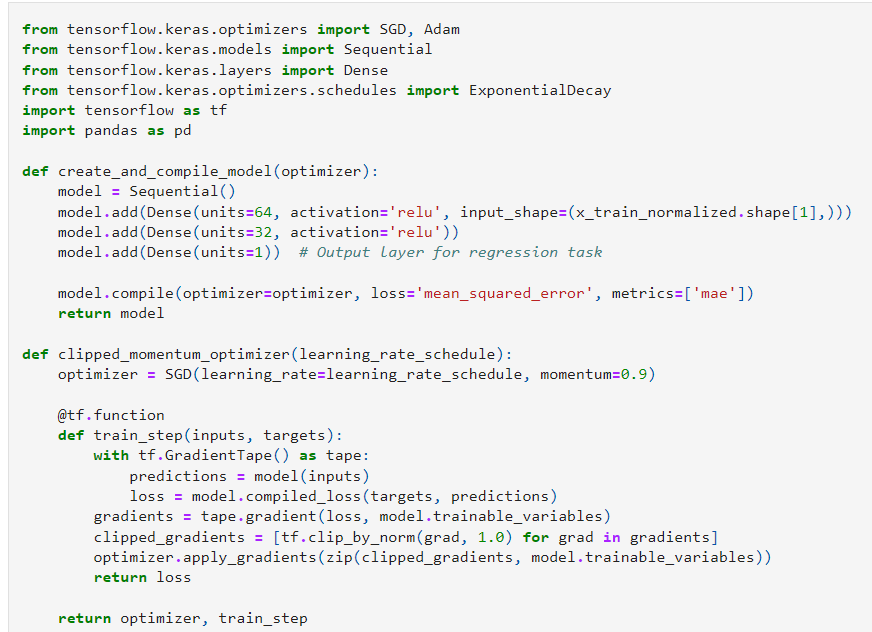 from tensorflow.keras.optimizers import SGD, Adam
from tensorflow.keras.models import Sequential
from tensorflow.keras.layers import Dense
from tensorflow.keras.optimizers.schedules import ExponentialDecay
import tensorflow as tf
import pandas as pd

def create_and_compile_model(optimizer):
    model = Sequential()
    model.add(Dense(units=64, activation='relu', input_shape=(x_train_normalized.shape[1],)))
    model.add(Dense(units=32, activation='relu'))
    model.add(Dense(units=1))  # Output layer for regression task

    model.compile(optimizer=optimizer, loss='mean_squared_error', metrics=['mae'])
    return model

def clipped_momentum_optimizer(learning_rate_schedule):
    optimizer = SGD(learning_rate=learning_rate_schedule, momentum=0.9)

    @tf.function
    def train_step(inputs, targets):
        with tf.GradientTape() as tape:
            predictions = model(inputs)
            loss = model.compiled_loss(targets, predictions)
        gradients = tape.gradient(loss, model.trainable_variables)
        clipped_gradients = [tf.clip_by_norm(grad, 1.0) for grad in gradients]
        optimizer.apply_gradients(zip(clipped_gradients, model.trainable_variables))
        return loss

    return optimizer, train_step